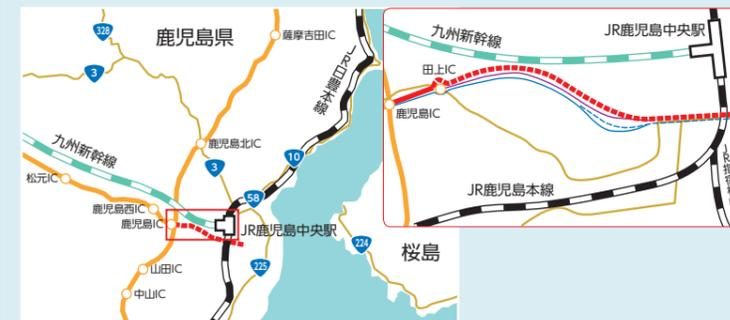 鹿児島県
328
薩摩吉田IC
3
JR日豊本線
九州新幹線
鹿児島北IC
松元IC
3
10
58
鹿児島西IC
鹿児島IC
JR鹿児島中央駅
山田IC
中山IC
225
224
桜島
九州新幹線
JR鹿児島中央駅
田上IC
鹿児島IC
JR鹿児島本線